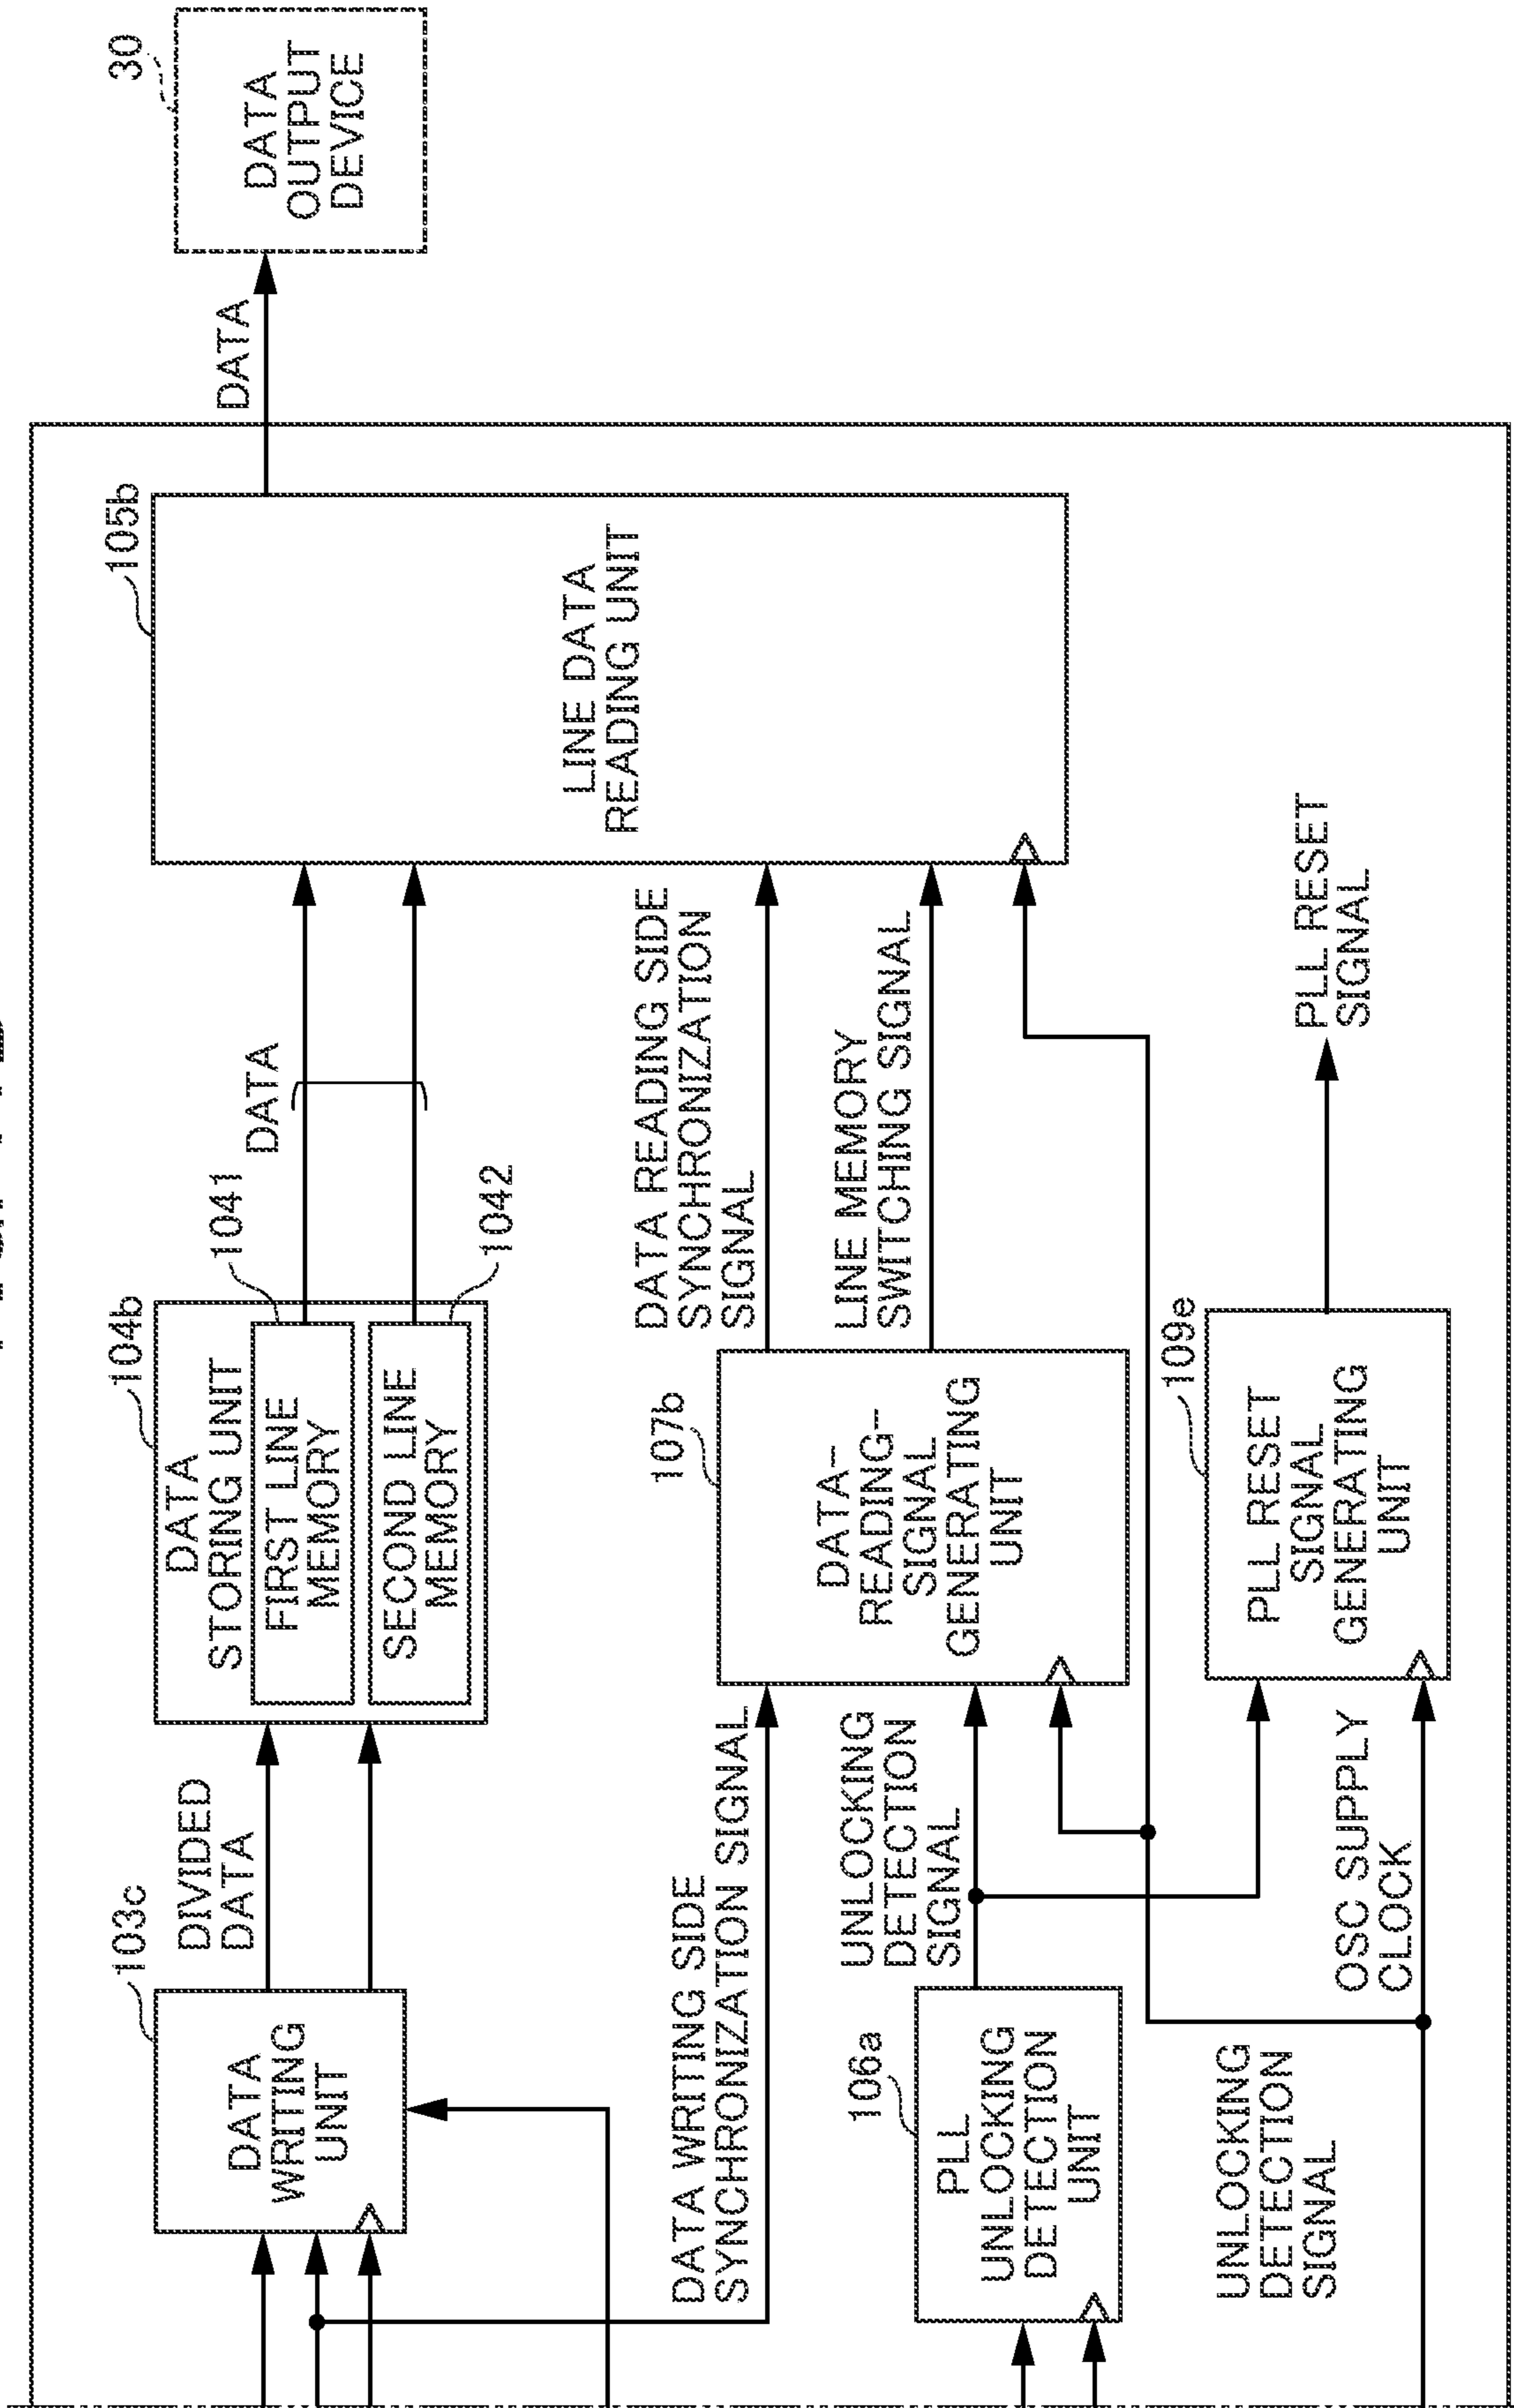 30
DATA
OUTPUT
DEVICE
DATA
105b
LINE DATA
READING UNIT
DATA
104b
1041
1042
DATA
STORING UNIT
FIRST LINE
MEMORY
SECOND LINE
MEMORY
DIVIDED
DATA
103c
DATA
WRITING
UNIT
DATA READING SIDE
SYNCHRONIZATION
SIGNAL
LINE MEMORY
SWITCHING SIGNAL
107b
DATA-
READING-
SIGNAL
GENERATING
UNIT
DATA WRITING SIDE
SYNCHRONIZATION SIGNAL
UNLOCKING
DETECTION
SIGNAL
106a
PLL
UNLOCKING
DETECTION
UNIT
PLL RESET
SIGNAL
109e
PLL RESET
SIGNAL
GENERATING
UNIT
OSC SUPPLY
CLOCK
UNLOCKING
DETECTION
SIGNAL